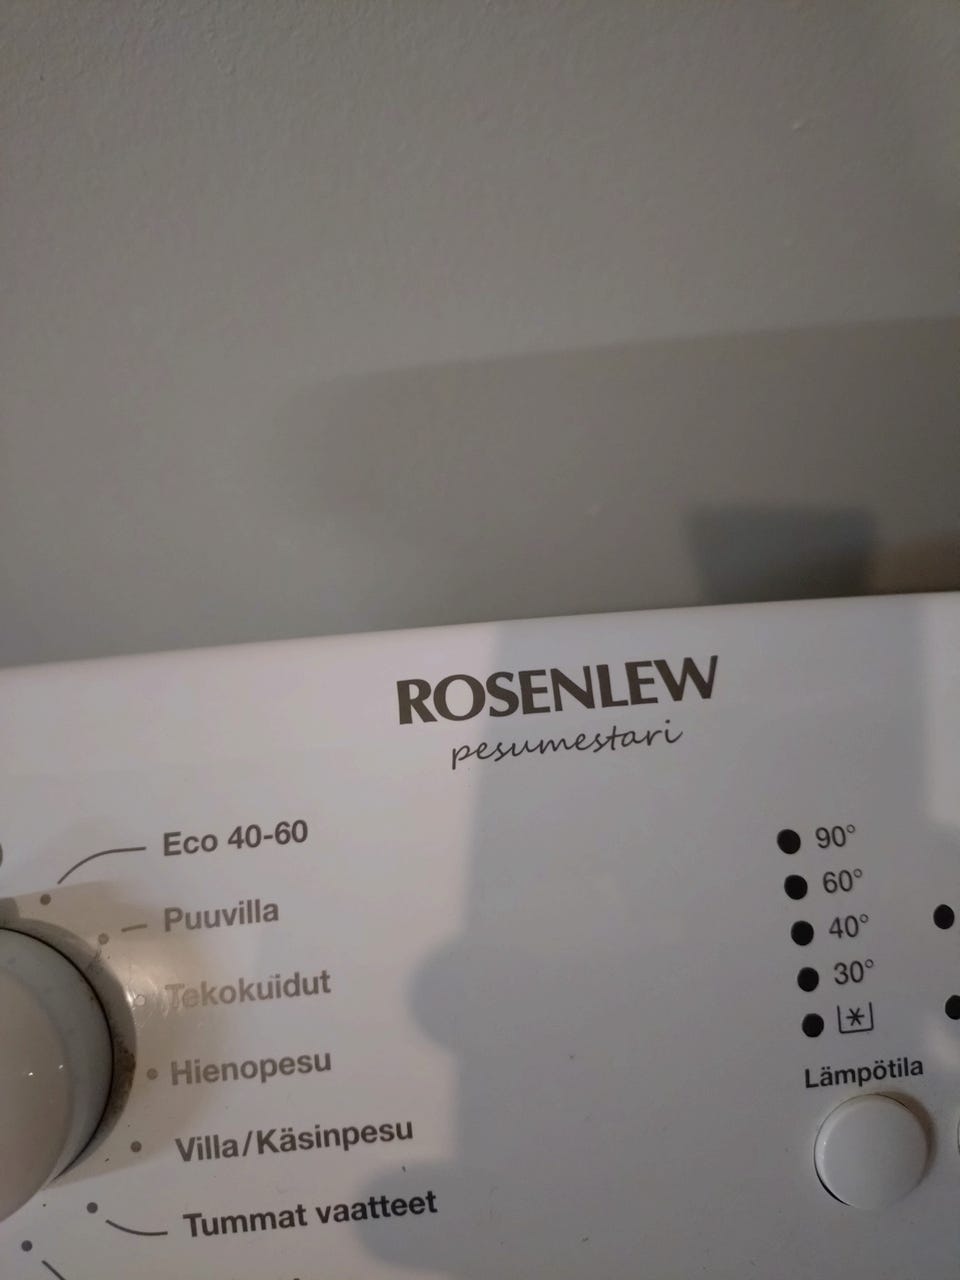 ROSENLEW
pesumestari
Eco 40-60
Puuvilla
Tekokuidut
Hienopesu
Villa/Käsinpesu
Tummat vaatteet
90°
60°
40°
30°
Lämpötila